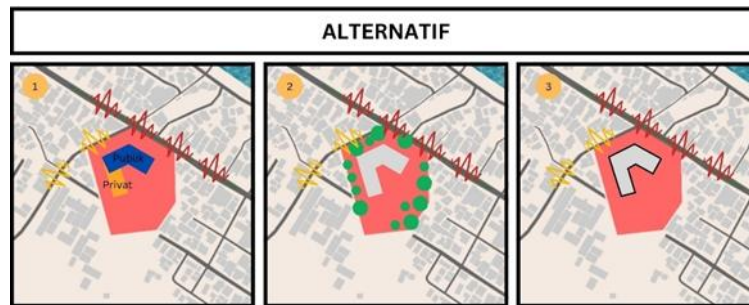 ALTERNATIF
1
2
3
Publik
Privat